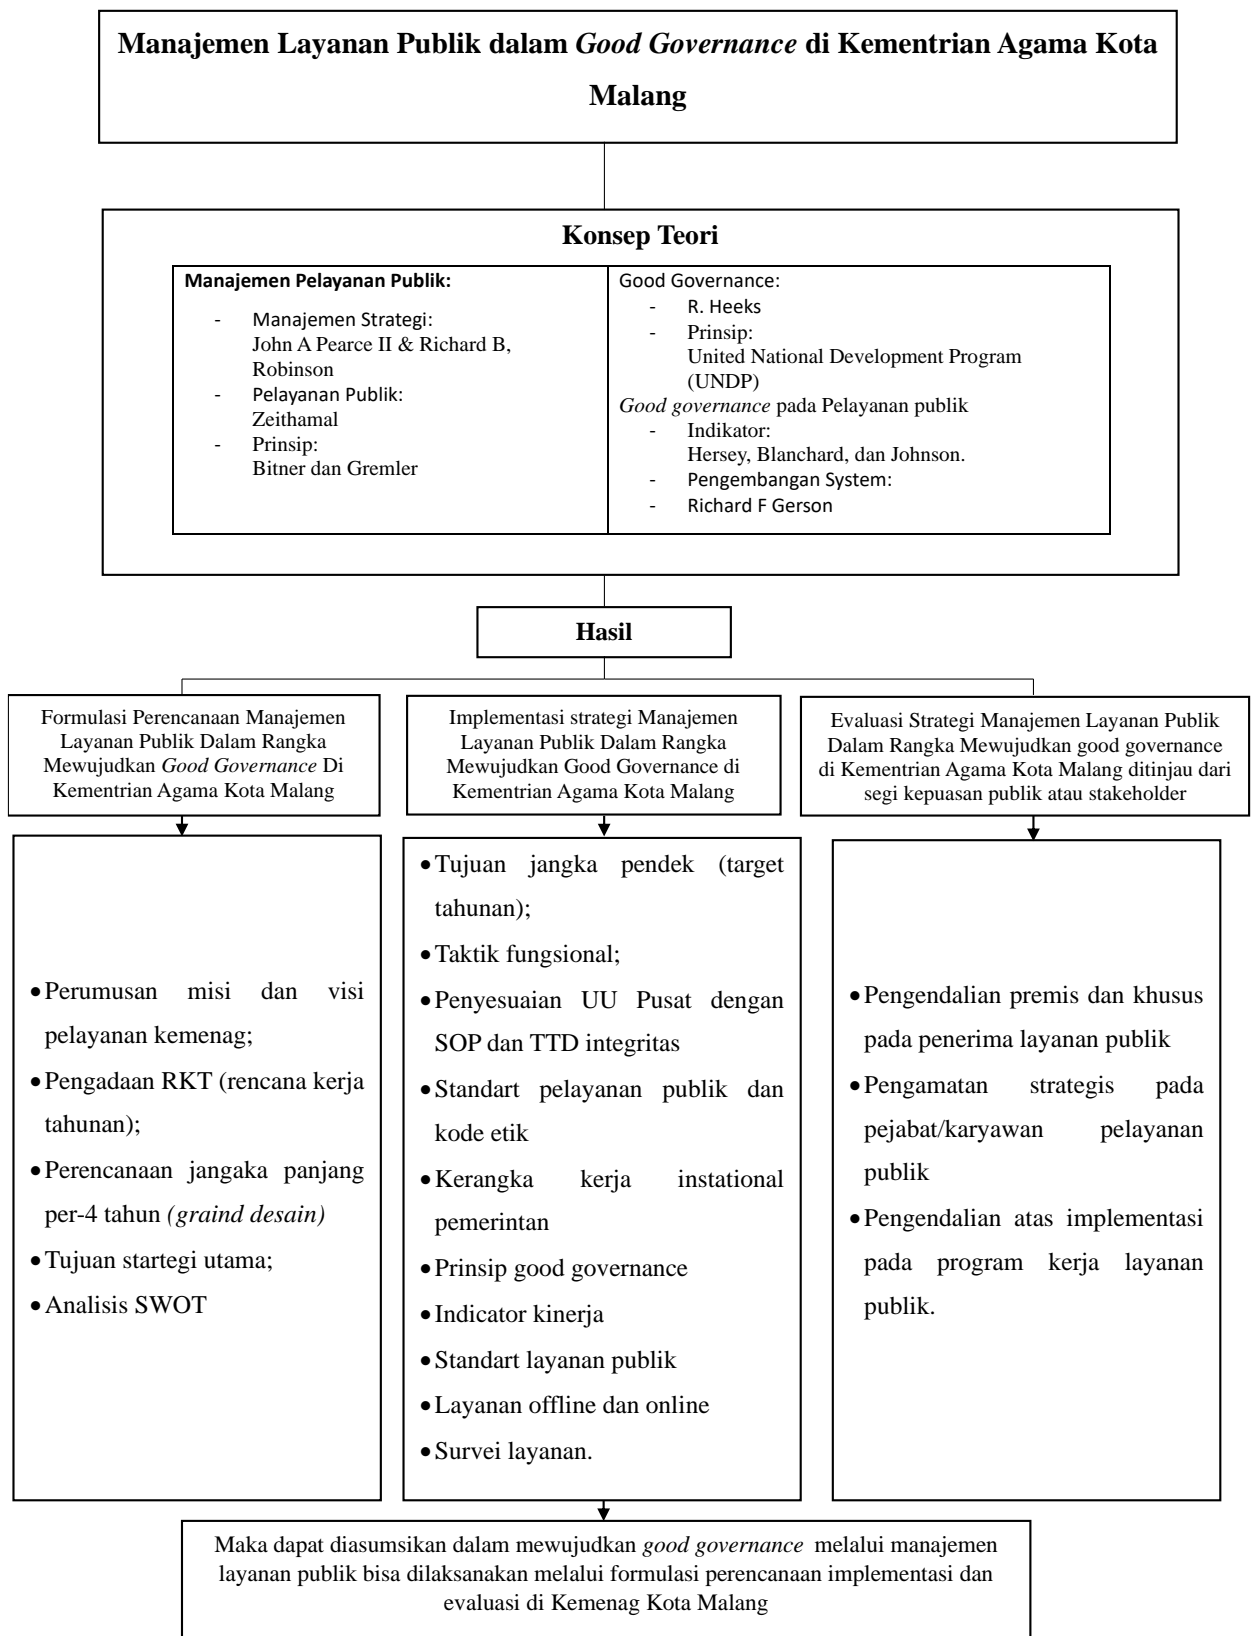 Manajemen Layanan Publik dalam Good Governance di Kementrian Agama Kota
Malang
Konsep Teori
Manajemen Pelayanan Publik:
- Manajemen Strategi:
John A Pearce II & Richard B,
Robinson
- Pelayanan Publik:
Zeithamal
- Prinsip:
Bitner dan Gremler
Good Governance:
- R. Heeks
- Prinsip:
United National Development Program
(UNDP)
Good governance pada Pelayanan publik
- Indikator:
Hersey, Blanchard, dan Johnson.
- Pengembangan System:
- Richard F Gerson
Hasil
Formulasi Perencanaan Manajemen
Layanan Publik Dalam Rangka
Mewujudkan Good Governance Di
Kementrian Agama Kota Malang
Implementasi strategi Manajemen
Layanan Publik Dalam Rangka
Mewujudkan Good Governance di
Kementrian Agama Kota Malang
Evaluasi Strategi Manajemen Layanan Publik
Dalam Rangka Mewujudkan good governance
di Kementrian Agama Kota Malang ditinjau dari
segi kepuasan publik atau stakeholder
• Perumusan misi dan visi
pelayanan kemenag;
• Pengadaan RKT (rencana kerja
tahunan);
• Perencanaan jangaka panjang
per-4 tahun (graind desain)
• Tujuan startegi utama;
• Analisis SWOT
• Tujuan jangka pendek (target
tahunan);
• Taktik fungsional;
• Penyesuaian UU Pusat dengan
SOP dan TTD integritas
• Standart pelayanan publik dan
kode etik
• Kerangka kerja instational
pemerintan
• Prinsip good governance
• Indicator kinerja
• Standart layanan publik
• Layanan offline dan online
• Survei layanan.
• Pengendalian premis dan khusus
pada penerima layanan publik
• Pengamatan strategis pada
pejabat/karyawan pelayanan
publik
• Pengendalian atas implementasi
pada program kerja layanan
publik.
Maka dapat diasumsikan dalam mewujudkan good governance melalui manajemen
layanan publik bisa dilaksanakan melalui formulasi perencanaan implementasi dan
evaluasi di Kemenag Kota Malang